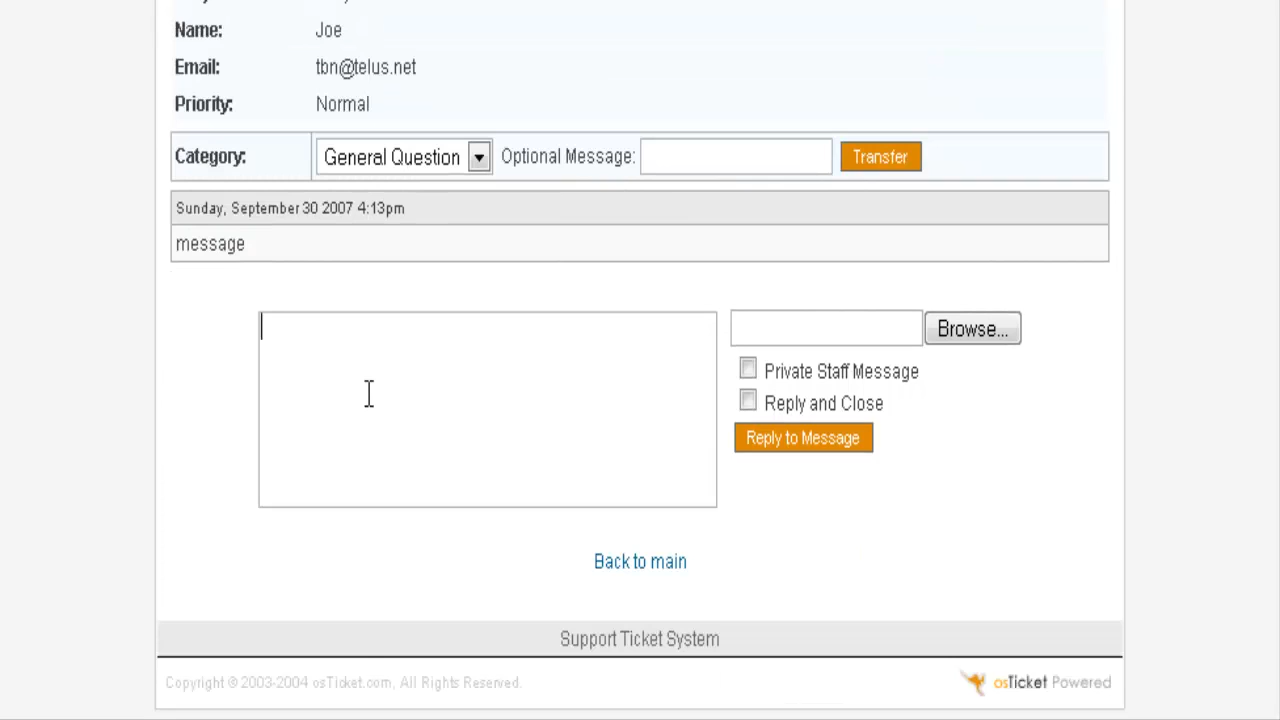 Name: Joe
Email: tbn@telus.net
Priority: Normal
Category: General Question Optional Message: Transfer
Sunday, September 30 2007 4:13pm
message
Browse...
Private Staff Message
Reply and Close
Reply to Message
Back to main
Support Ticket System
Copyright © 2003-2004 osTicket.com, All Rights Reserved.
osTicket Powered